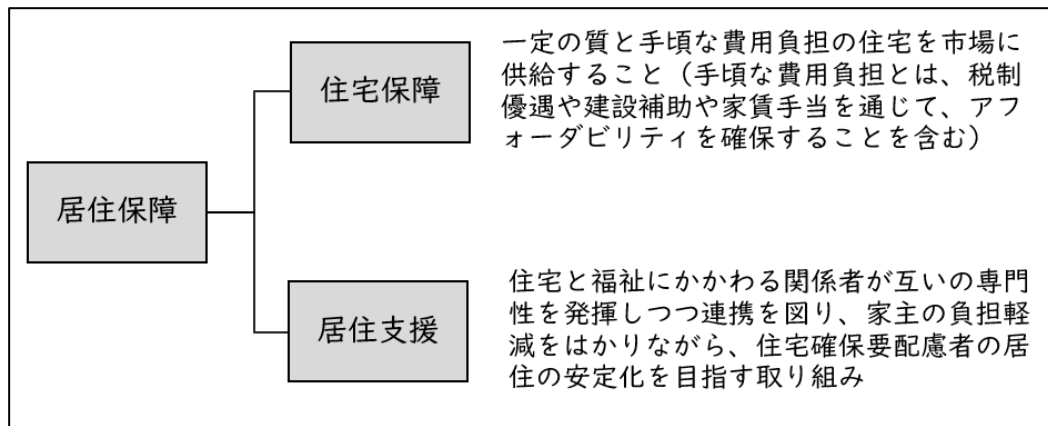 住宅保障
一定の質と手頃な費用負担の住宅を市場に
供給すること（手頃な費用負担とは、税制
優遇や建設補助や家賃手当を通じて、アフ
ォーダビリティを確保することを含む）
居住保障
居住支援
住宅と福祉にかかわる関係者が互いの専門
性を発揮しつつ連携を図り、家主の負担軽
減をはかりながら、住宅確保要配慮者の居
住の安定化を目指す取り組み